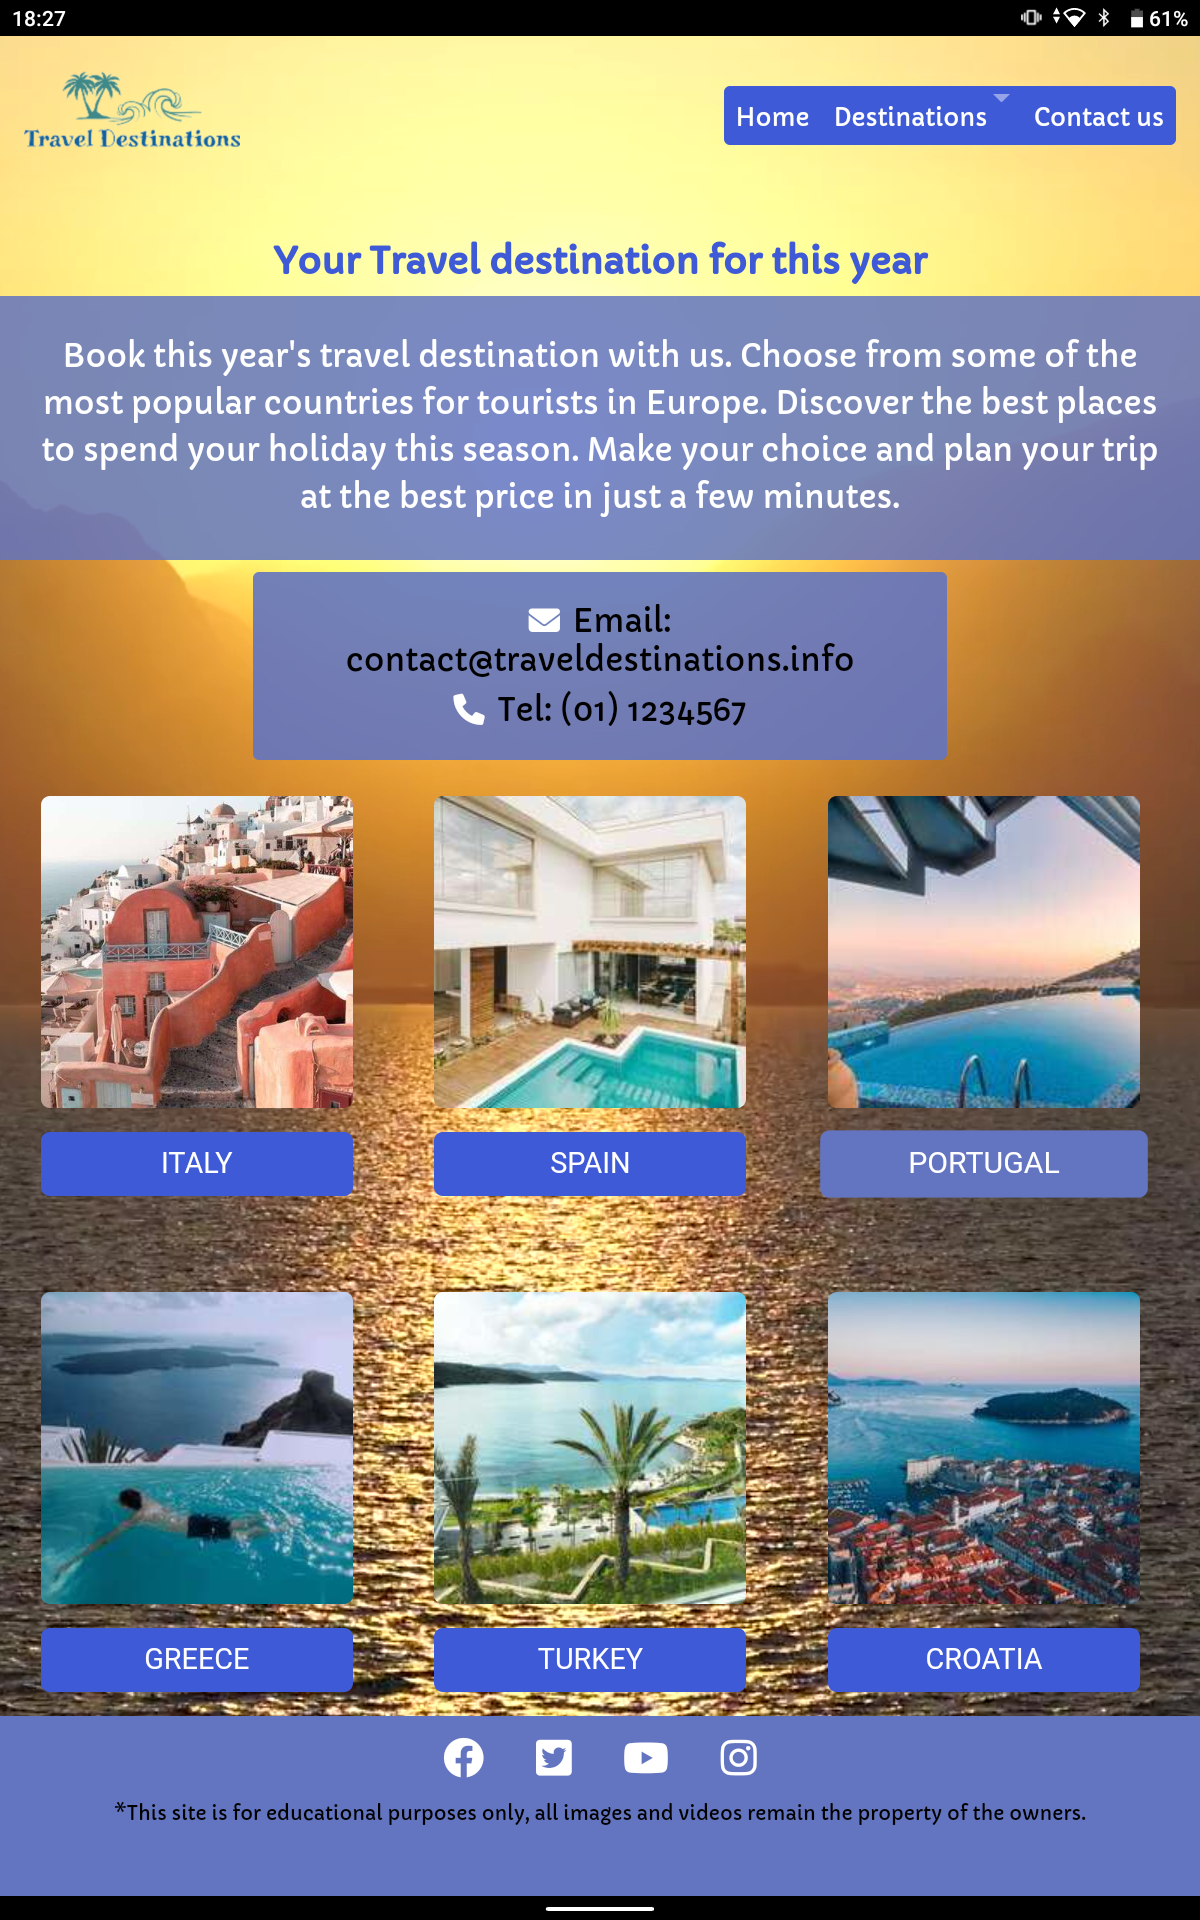 18:27
61%
Travel Destinations
Home Destinations Contact us
Your Travel destination for this year
Book this year's travel destination with us. Choose from some of the
most popular countries for tourists in Europe. Discover the best places
to spend your holiday this season. Make your choice and plan your trip
at the best price in just a few minutes.
Email:
contact@traveldestinations.info
Tel: (01) 1234567
ITALY
SPAIN
PORTUGAL
GREECE
TURKEY
CROATIA
*This site is for educational purposes only, all images and videos remain the property of the owners.